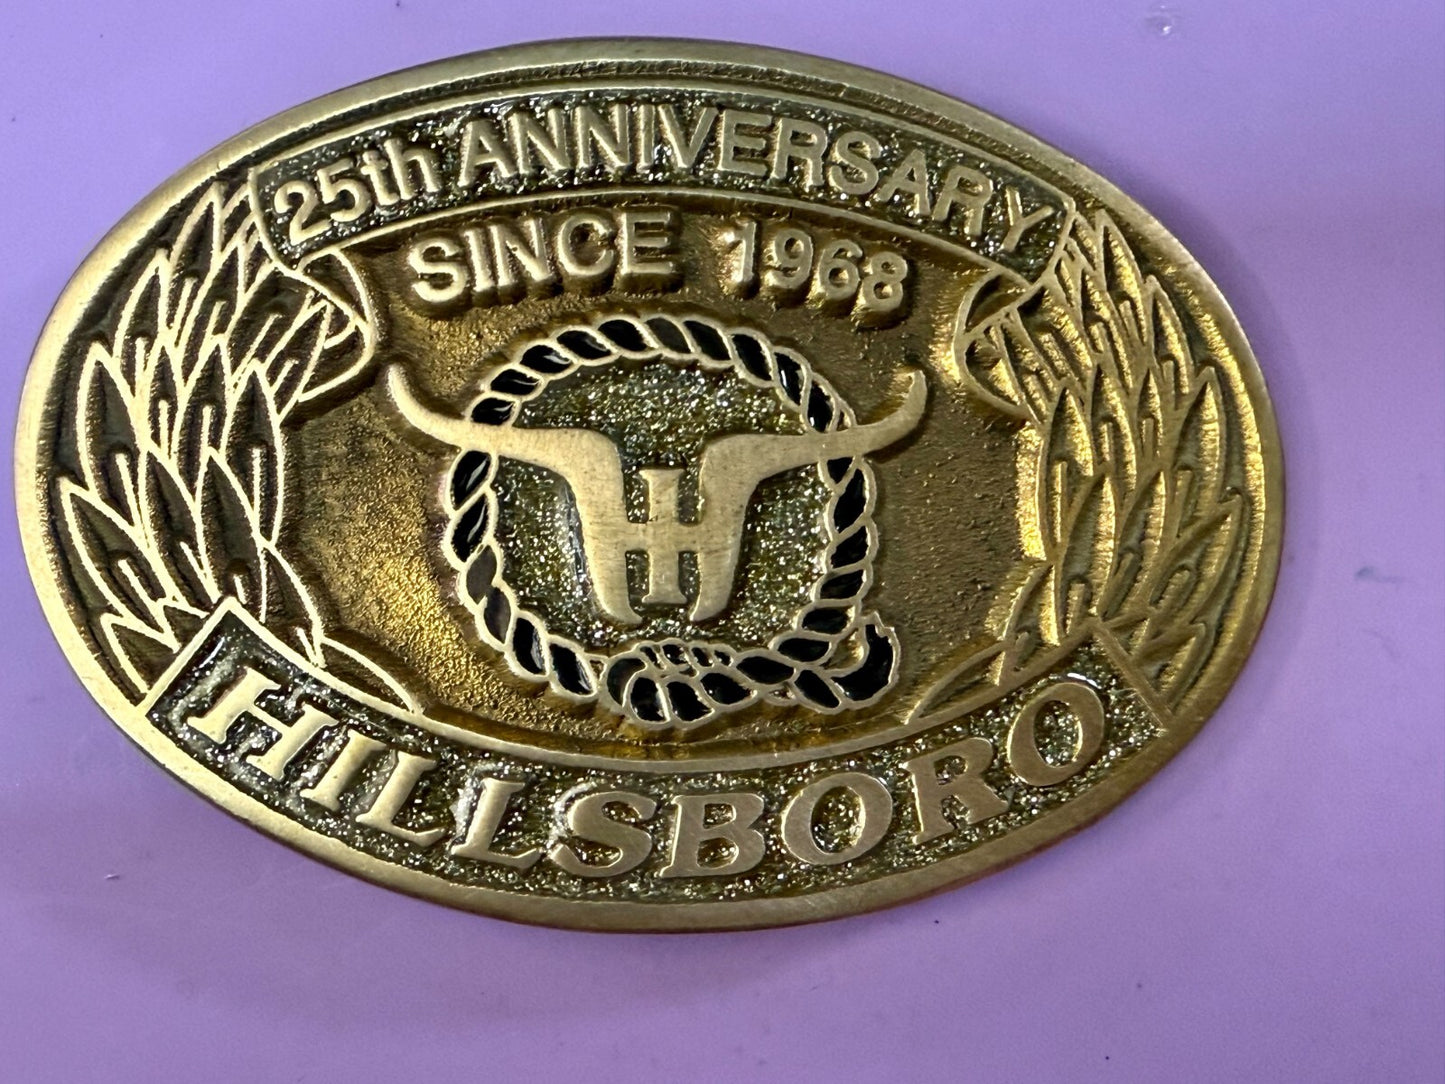 25th ANNIVERSARY
SINCE 1968
H
HILLSBORO